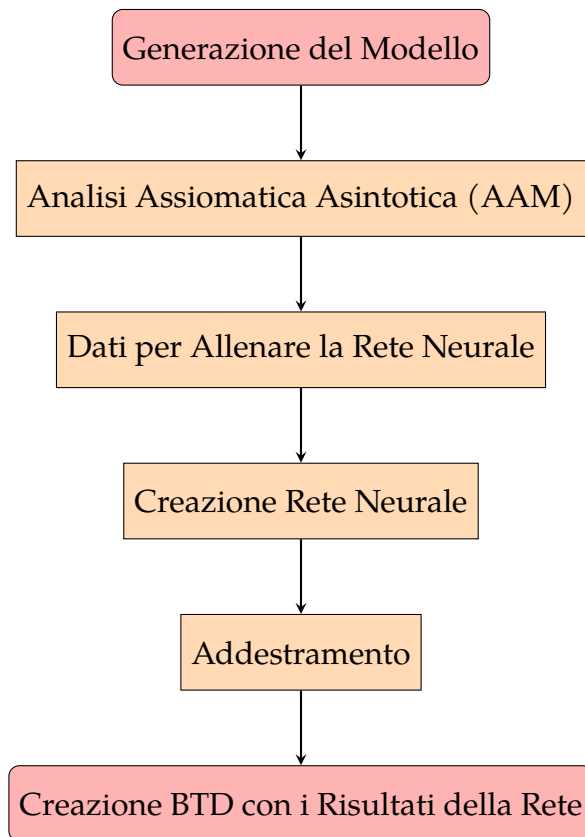 Generazione del Modello
Analisi Assiomatica Asintotica (AAM)
Dati per Allenare la Rete Neurale
Creazione Rete Neurale
Addestramento
Creazione BTD con i Risultati della Rete